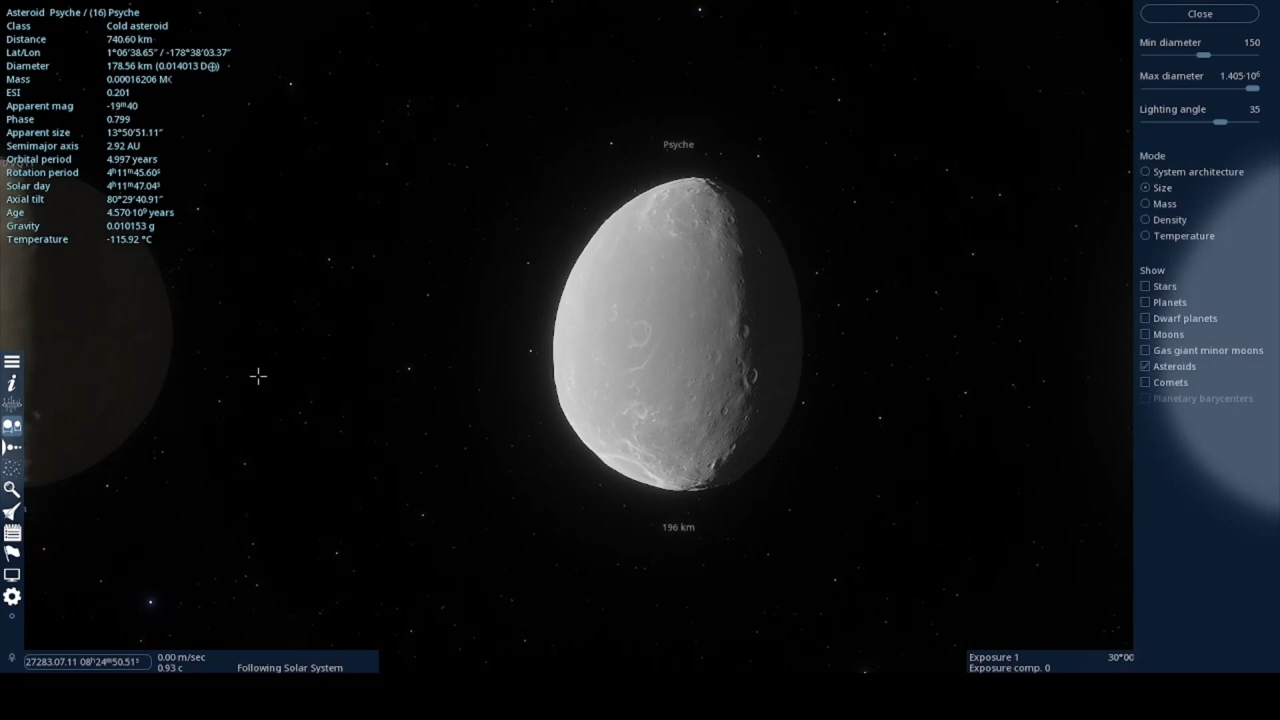 Asteroid Psyche / (16) Psyche
Class Cold asteroid
Distance 740.60 km
Lat/Lon 1°06′38.65″ / -178°38′03.37″
Diameter 178.56 km (0.014013 D⊕)
Mass 0.00016206 M☾
ESI 0.201
Apparent mag -19ᵐ40
Phase 0.799
Apparent size 13°50′51.11″
Semimajor axis 2.92 AU
Orbital period 4.997 years
Rotation period 4ʰ11ᵐ45.60ˢ
Solar day 4ʰ11ᵐ47.04ˢ
Axial tilt 80°29′40.91″
Age 4.570·10⁹ years
Gravity 0.010153 g
Temperature -115.92 °C
Psyche
196 km
Close
Min diameter 150
Max diameter 1.405·10⁶
Lighting angle 35
Mode
System architecture
Size
Mass
Density
Temperature
Show
Stars
Planets
Dwarf planets
Moons
Gas giant minor moons
Asteroids
Comets
Planetary barycenters
27283.07.11 08ʰ24ᵐ50.51ˢ
0.00 m/sec
0.93 c
Following Solar System
Exposure 1 30°00
Exposure comp. 0